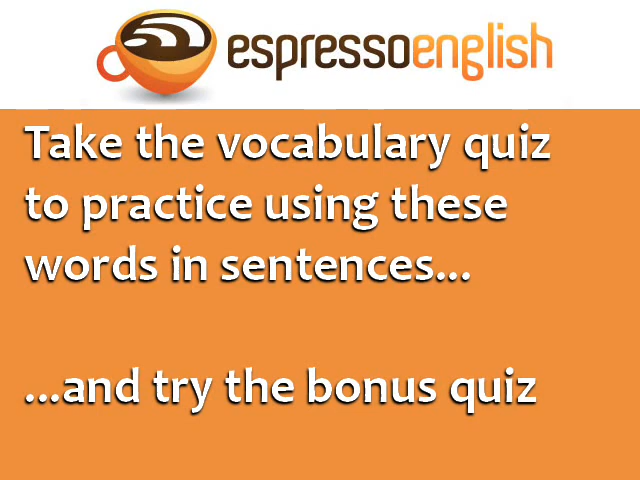 espressoenglish
Take the vocabulary quiz
to practice using these
words in sentences...
...and try the bonus quiz